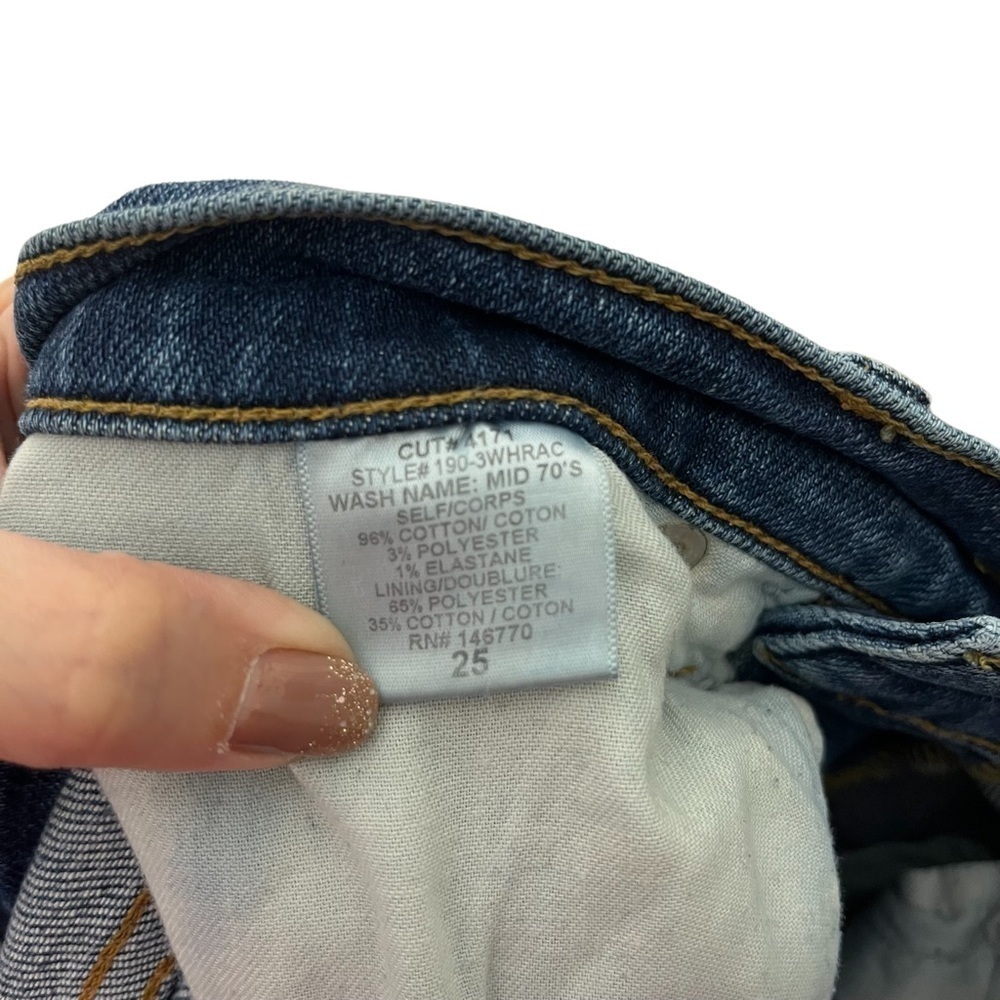 CUT# 4171
STYLE# 190-3WHRAC
WASH NAME: MID 70'S
SELF/CORPS
96% COTTON/ COTON
3% POLYESTER
1% ELASTANE
LINING/DOUBLURE:
65% POLYESTER
35% COTTON / COTON
RN# 146770
25